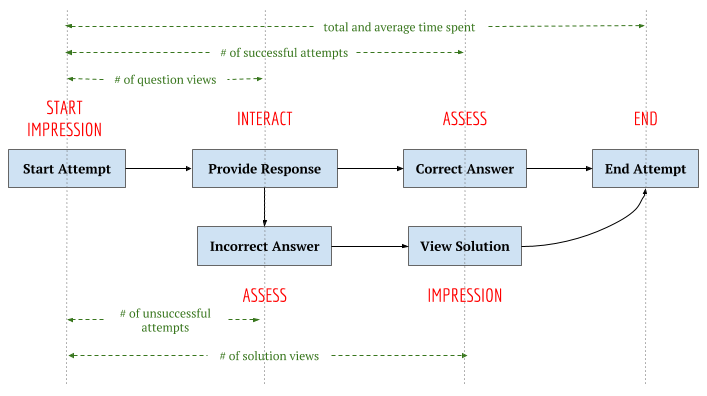 total and average time spent
# of successful attempts
# of question views
START
IMPRESSION
INTERACT
ASSESS
END
Start Attempt
Provide Response
Correct Answer
End Attempt
Incorrect Answer
View Solution
ASSESS
IMPRESSION
# of unsuccessful
attempts
# of solution views